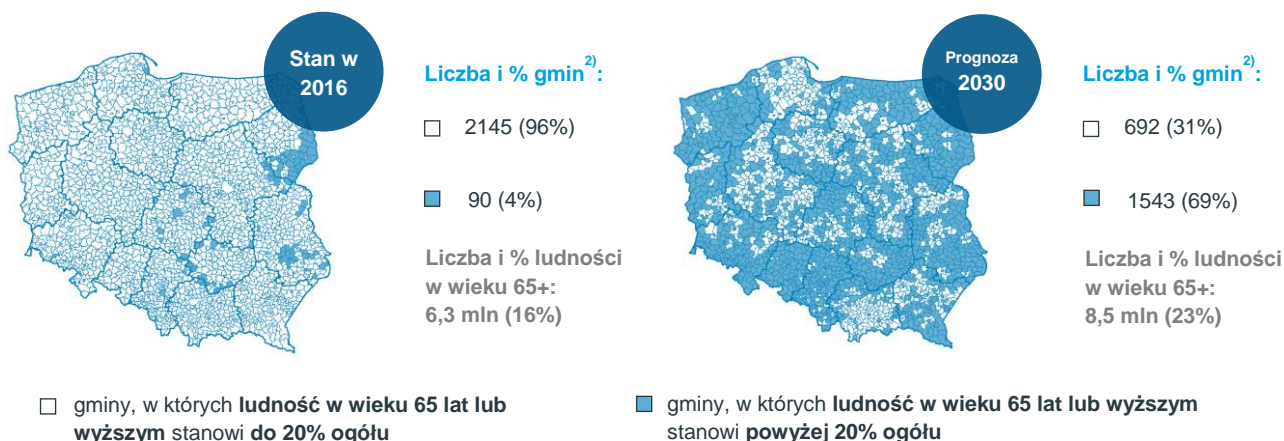 Stan w
2016
Liczba i % gmin2):
2145 (96%)
90 (4%)
Liczba i % ludności
w wieku 65+:
6,3 mln (16%)
Prognoza
2030
Liczba i % gmin2):
692 (31%)
1543 (69%)
Liczba i % ludności
w wieku 65+:
8,5 mln (23%)
gminy, w których ludność w wieku 65 lat lub
wyższym stanowi do 20% ogółu
gminy, w których ludność w wieku 65 lat lub wyższym
stanowi powyżej 20% ogółu